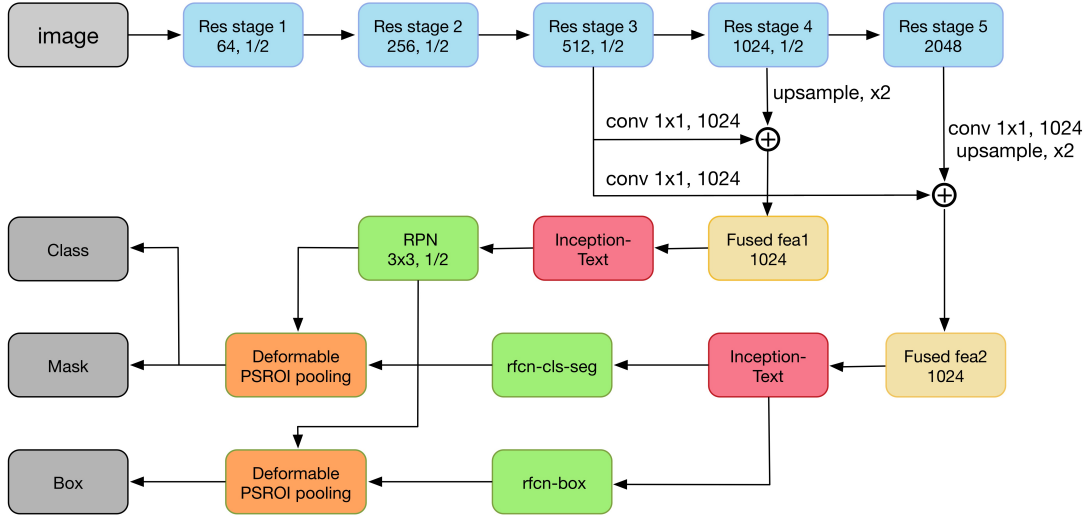 image
Res stage 1
64, 1/2
Res stage 2
256, 1/2
Res stage 3
512, 1/2
Res stage 4
1024, 1/2
Res stage 5
2048
upsample, x2
conv 1x1, 1024
conv 1x1, 1024
upsample, x2
conv 1x1, 1024
Class
RPN
3x3, 1/2
Inception-
Text
Fused fea1
1024
Mask
Deformable
PSROI pooling
rfcn-cls-seg
Inception-
Text
Fused fea2
1024
Box
Deformable
PSROI pooling
rfcn-box